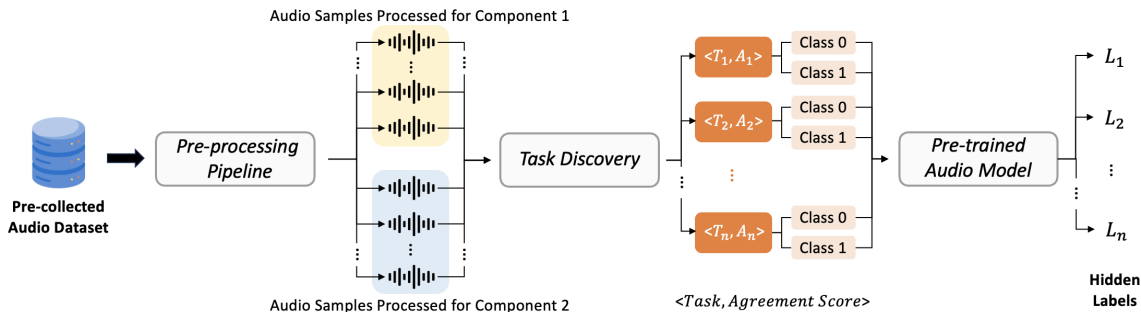 Audio Samples Processed for Component 1
Pre-collected
Audio Dataset
Pre-processing
Pipeline
Audio Samples Processed for Component 2
Task Discovery
<T₁, A₁>
Class 0
Class 1
<T₂, A₂>
Class 0
Class 1
<Tₙ, Aₙ>
Class 0
Class 1
<Task, Agreement Score>
Pre-trained
Audio Model
L₁
L₂
Lₙ
Hidden
Labels